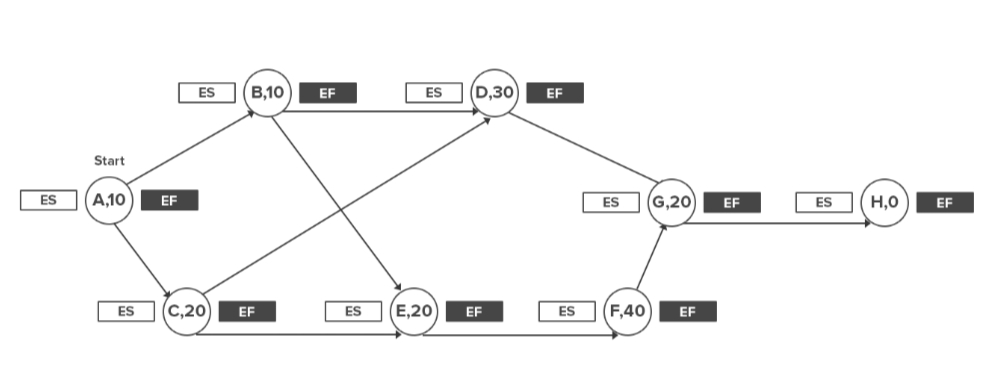 ES B,10 EF ES D,30 EF
Start
ES A,10 EF
ES G,20 EF ES H,0 EF
ES C,20 EF ES E,20 EF ES F,40 EF